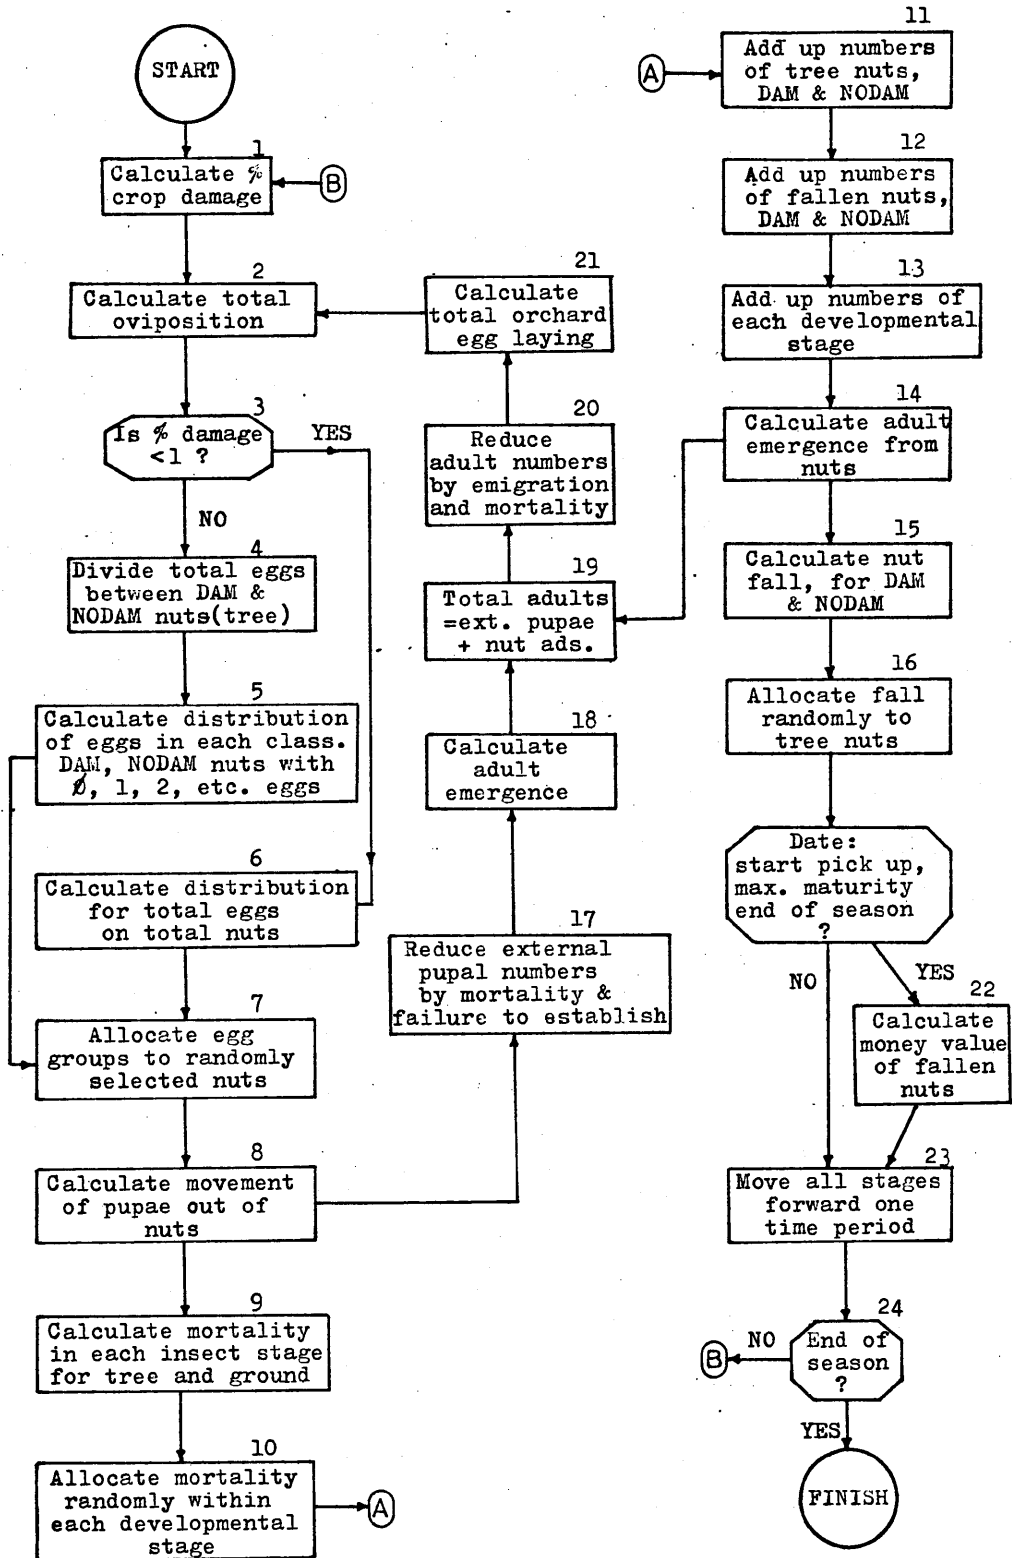 START
1
Calculate %
crop damage
B
2
Calculate total
oviposition
3
Is % damage
<1 ?
YES
NO
4
Divide total eggs
between DAM &
NODAM nuts(tree)
5
Calculate distribution
of eggs in each class.
DAM, NODAM nuts with
Ø, 1, 2, etc. eggs
6
Calculate distribution
for total eggs
on total nuts
7
Allocate egg
groups to randomly
selected nuts
8
Calculate movement
of pupae out of
nuts
9
Calculate mortality
in each insect stage
for tree and ground
10
Allocate mortality
randomly within
each developmental
stage
A
21
Calculate
total orchard
egg laying
20
Reduce
adult numbers
by emigration
and mortality
19
Total adults
=ext. pupae
+ nut ads.
18
Calculate
adult
emergence
17
Reduce external
pupal numbers
by mortality &
failure to establish
11
A
Add up numbers
of tree nuts,
DAM & NODAM
12
Add up numbers
of fallen nuts,
DAM & NODAM
13
Add up numbers of
each developmental
stage
14
Calculate adult
emergence from
nuts
15
Calculate nut
fall, for DAM
& NODAM
16
Allocate fall
randomly to
tree nuts
Date:
start pick up,
max. maturity
end of season
?
NO
YES
22
Calculate
money value
of fallen
nuts
23
Move all stages
forward one
time period
24
End of
season
?
NO
B
YES
FINISH